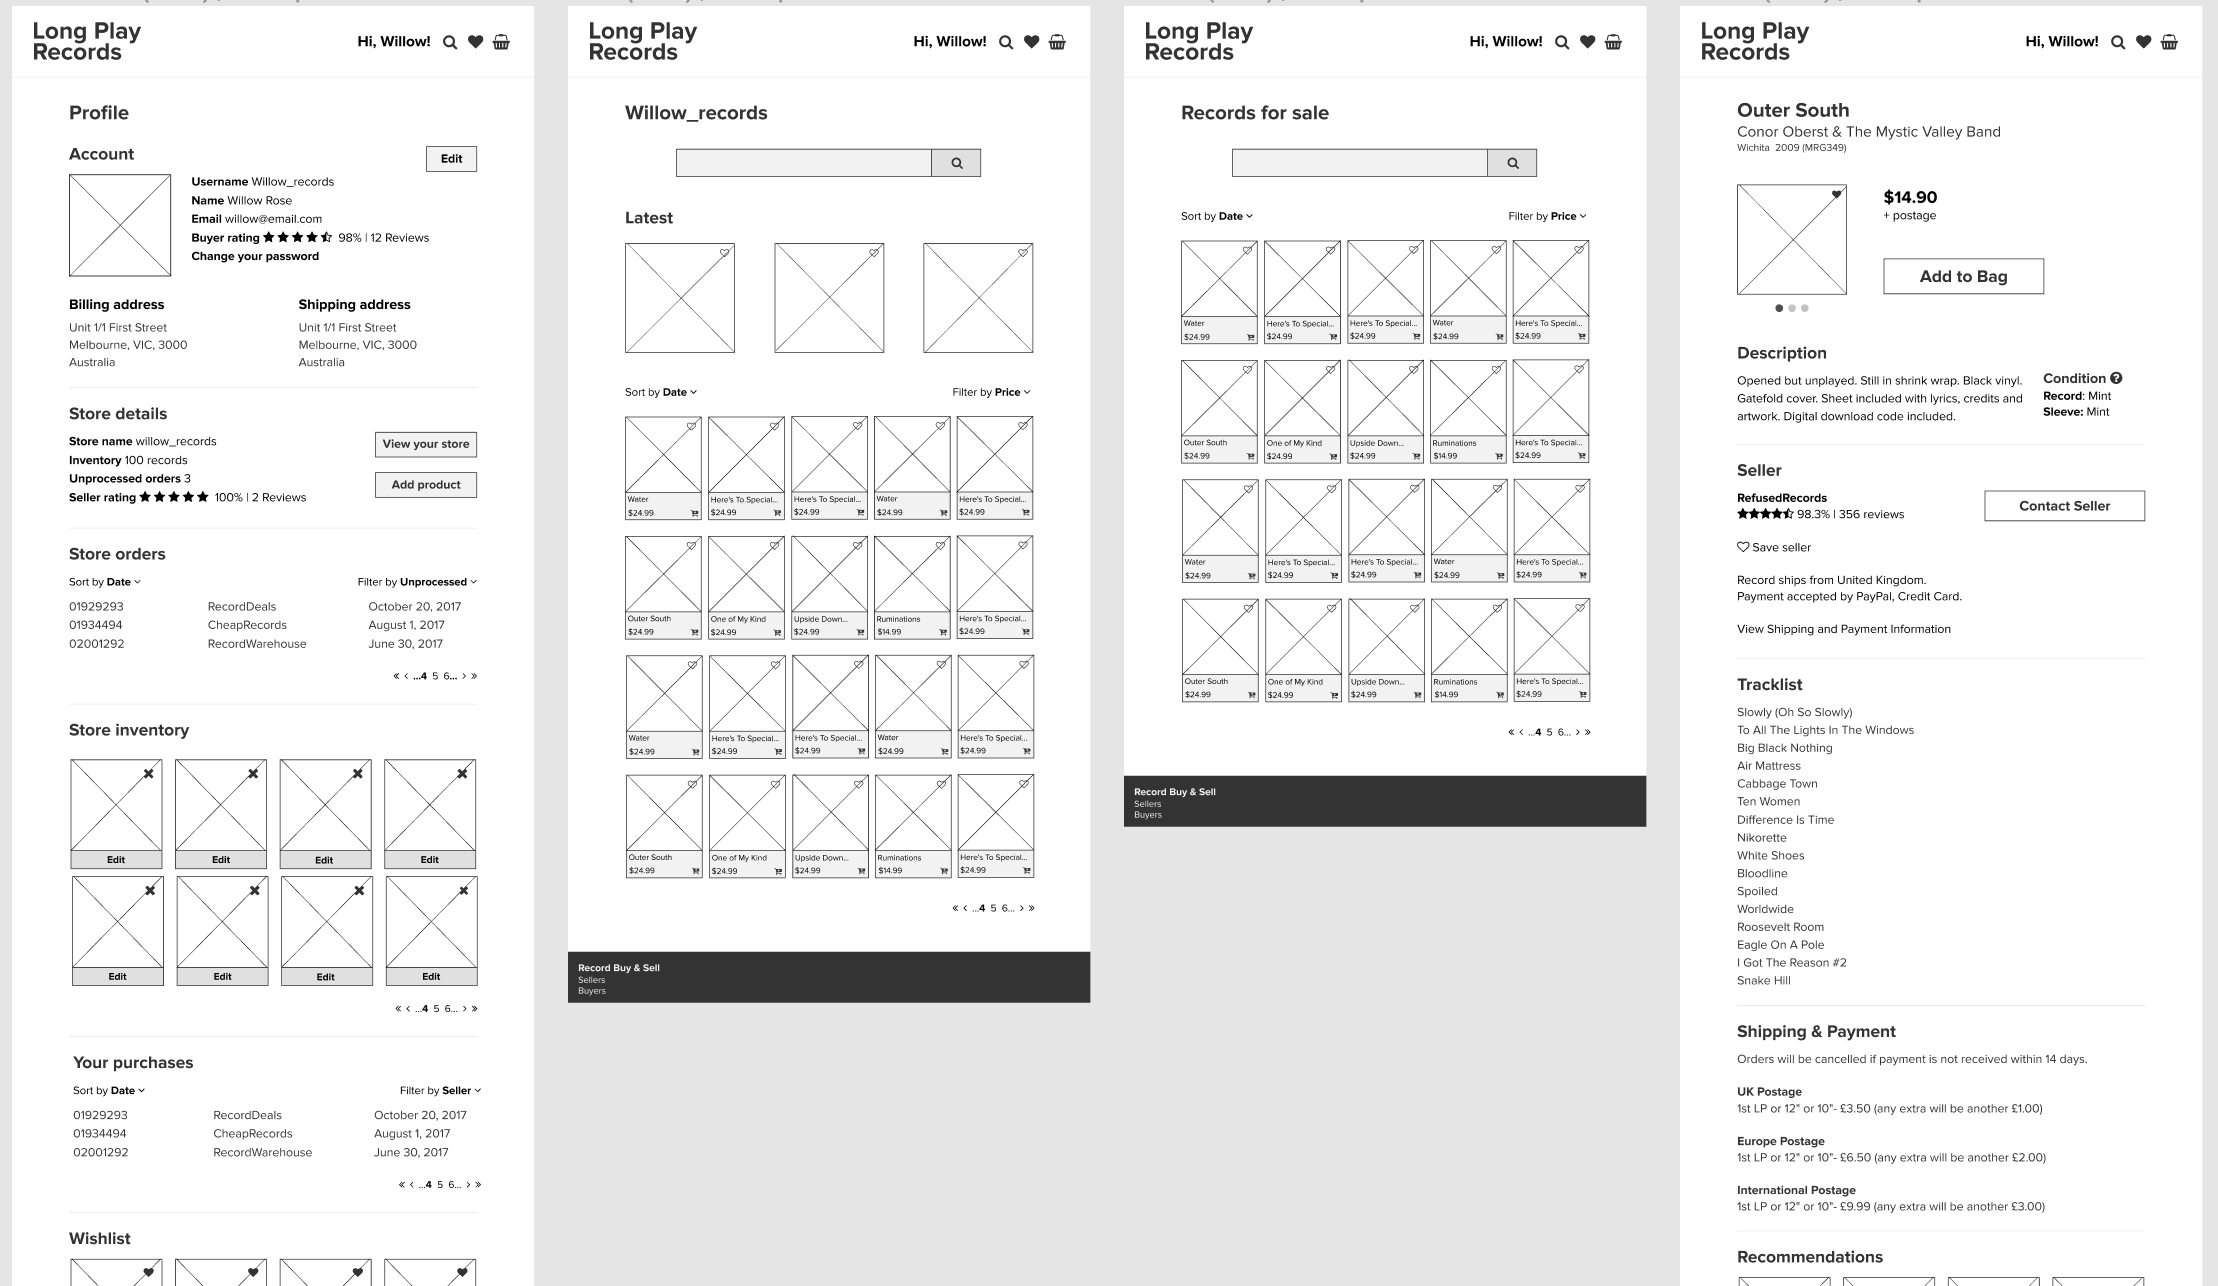 Long Play
Records
Hi, Willow!
Profile
Account
Edit
Username Willow_records
Name Willow Rose
Email willow@email.com
Buyer rating 98% | 12 Reviews
Change your password
Billing address
Unit 1/1 First Street
Melbourne, VIC, 3000
Australia
Shipping address
Unit 1/1 First Street
Melbourne, VIC, 3000
Australia
Store details
Store name willow_records
Inventory 100 records
Unprocessed orders 3
Seller rating 100% | 2 Reviews
View your store
Add product
Store orders
Sort by Date
Filter by Unprocessed
01929293 RecordDeals October 20, 2017
01934494 CheapRecords August 1, 2017
02001292 RecordWarehouse June 30, 2017
« ‹ ...4 5 6... › »
Store inventory
Edit Edit Edit Edit
Edit Edit Edit Edit
« ‹ ...4 5 6... › »
Your purchases
Sort by Date
Filter by Seller
01929293 RecordDeals October 20, 2017
01934494 CheapRecords August 1, 2017
02001292 RecordWarehouse June 30, 2017
« ‹ ...4 5 6... › »
Wishlist
Long Play
Records
Hi, Willow!
Willow_records
Latest
Sort by Date
Filter by Price
Water Here's To Special... Here's To Special... Water Here's To Special...
$24.99 $24.99 $24.99 $24.99 $24.99
Outer South One of My Kind Upside Down... Ruminations Here's To Special...
$24.99 $24.99 $24.99 $14.99 $24.99
Water Here's To Special... Here's To Special... Water Here's To Special...
$24.99 $24.99 $24.99 $24.99 $24.99
Outer South One of My Kind Upside Down... Ruminations Here's To Special...
$24.99 $24.99 $24.99 $14.99 $24.99
« ‹ ...4 5 6... › »
Record Buy & Sell
Sellers
Buyers
Long Play
Records
Hi, Willow!
Records for sale
Sort by Date
Filter by Price
Water Here's To Special... Here's To Special... Water Here's To Special...
$24.99 $24.99 $24.99 $24.99 $24.99
Outer South One of My Kind Upside Down... Ruminations Here's To Special...
$24.99 $24.99 $24.99 $14.99 $24.99
Water Here's To Special... Here's To Special... Water Here's To Special...
$24.99 $24.99 $24.99 $24.99 $24.99
Outer South One of My Kind Upside Down... Ruminations Here's To Special...
$24.99 $24.99 $24.99 $14.99 $24.99
« ‹ ...4 5 6... › »
Record Buy & Sell
Sellers
Buyers
Long Play
Records
Hi, Willow!
Outer South
Conor Oberst & The Mystic Valley Band
Wichita 2009 (MRG349)
$14.90
+ postage
Add to Bag
Description
Opened but unplayed. Still in shrink wrap. Black vinyl.
Gatefold cover. Sheet included with lyrics, credits and
artwork. Digital download code included.
Condition ?
Record: Mint
Sleeve: Mint
Seller
RefusedRecords
98.3% | 356 reviews
Contact Seller
Save seller
Record ships from United Kingdom.
Payment accepted by PayPal, Credit Card.
View Shipping and Payment Information
Tracklist
Slowly (Oh So Slowly)
To All The Lights In The Windows
Big Black Nothing
Air Mattress
Cabbage Town
Ten Women
Difference Is Time
Nikorette
White Shoes
Bloodline
Spoiled
Worldwide
Roosevelt Room
Eagle On A Pole
I Got The Reason #2
Snake Hill
Shipping & Payment
Orders will be cancelled if payment is not received within 14 days.
UK Postage
1st LP or 12" or 10"- £3.50 (any extra will be another £1.00)
Europe Postage
1st LP or 12" or 10"- £6.50 (any extra will be another £2.00)
International Postage
1st LP or 12" or 10"- £9.99 (any extra will be another £3.00)
Recommendations